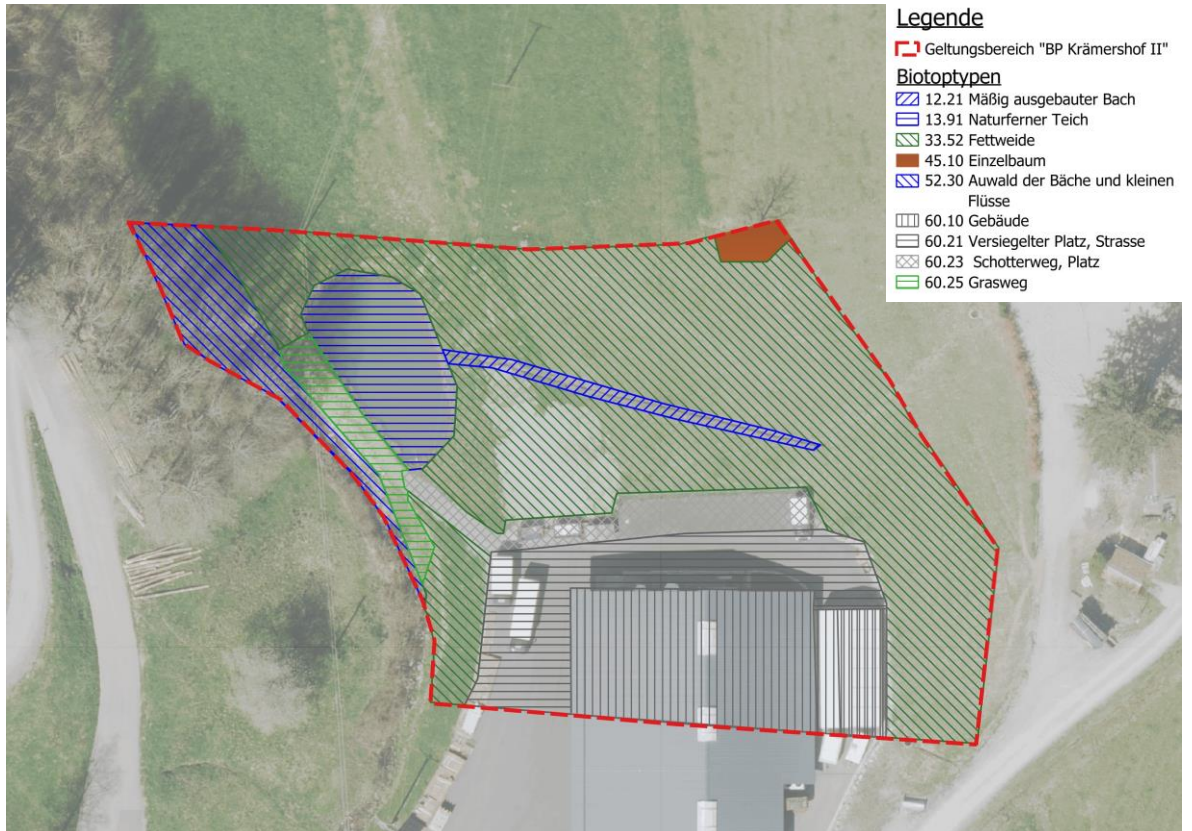 Legende
Geltungsbereich "BP Krämershof II"
Biotoptypen
12.21 Mäßig ausgebauter Bach
13.91 Naturferner Teich
33.52 Fettweide
45.10 Einzelbaum
52.30 Auwald der Bäche und kleinen
Flüsse
60.10 Gebäude
60.21 Versiegelter Platz, Strasse
60.23 Schotterweg, Platz
60.25 Grasweg